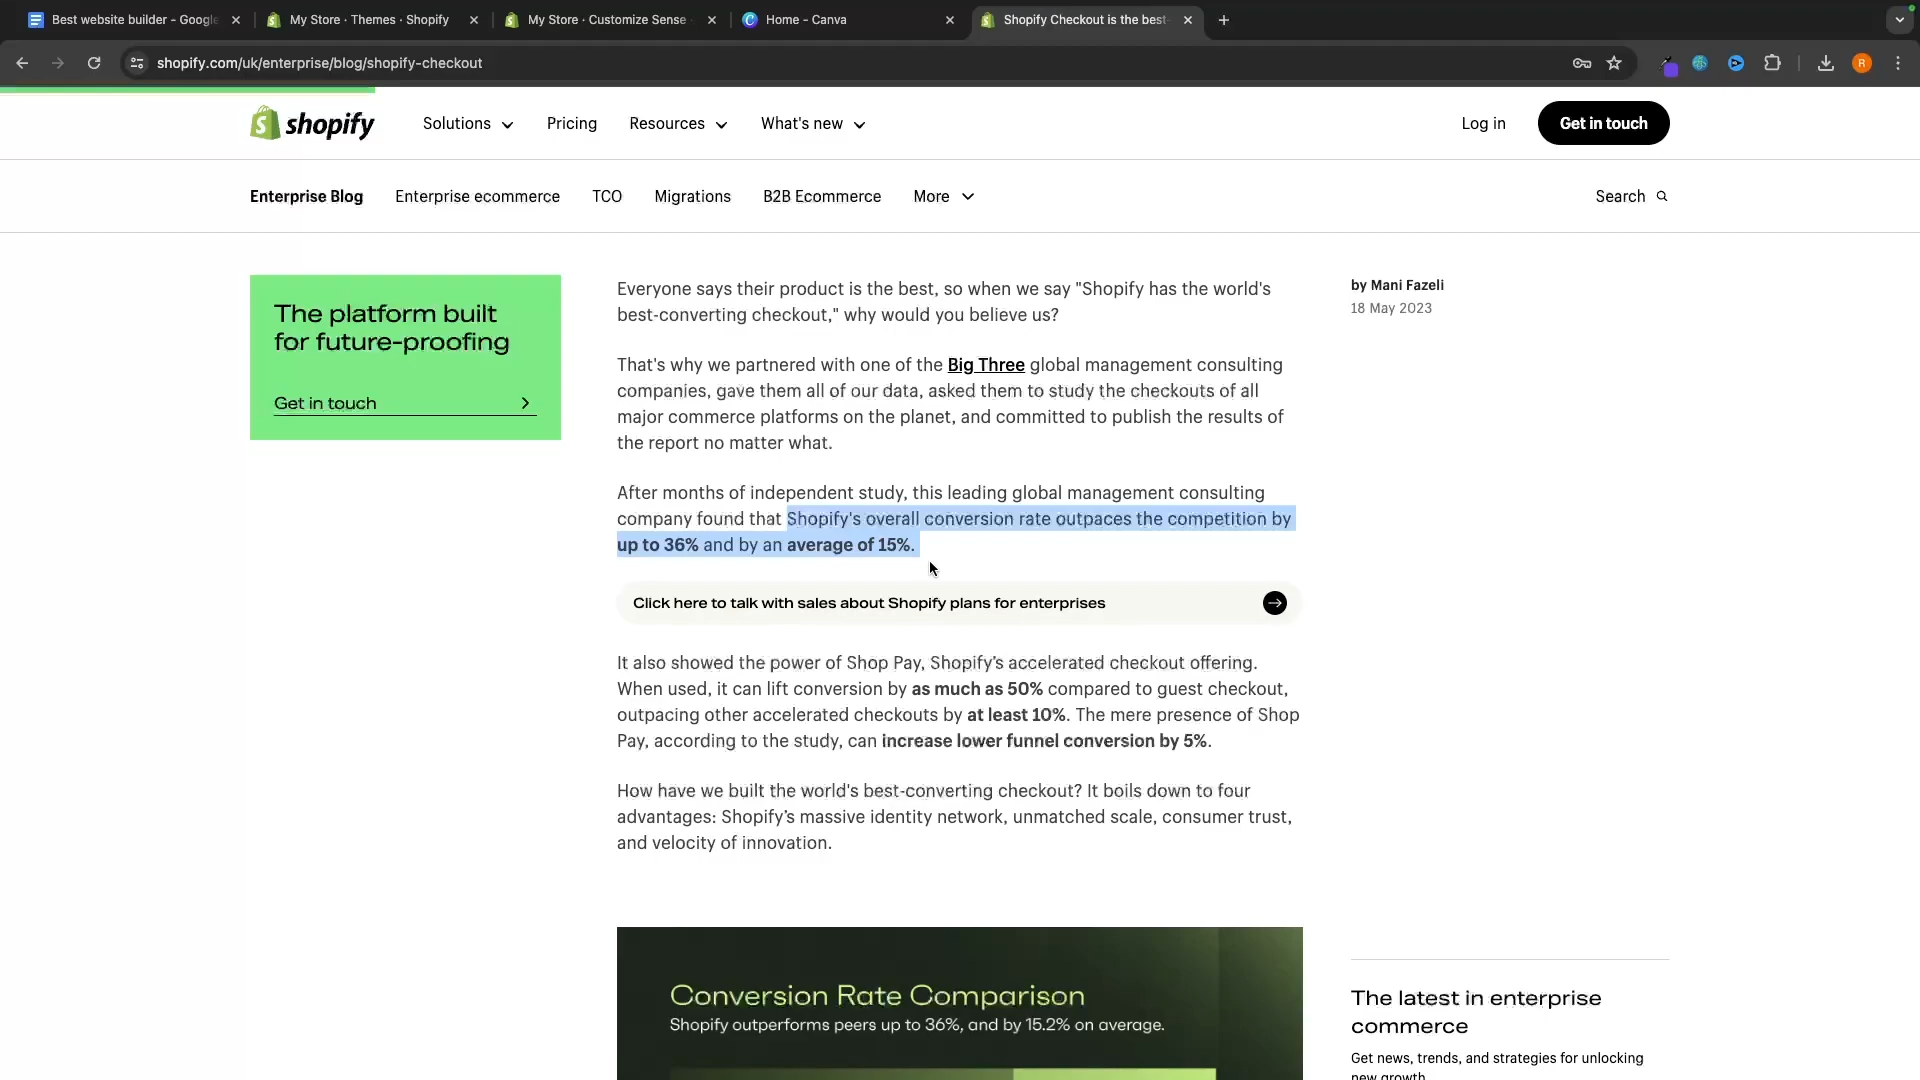 Best website builder - Google
My Store · Themes · Shopify
My Store · Customize Sense ·
Home - Canva
Shopify Checkout is the best-
shopify.com/uk/enterprise/blog/shopify-checkout
R
shopify
Solutions
Pricing
Resources
What's new
Log in
Get in touch
Enterprise Blog
Enterprise ecommerce
TCO
Migrations
B2B Ecommerce
More
Search
The platform built
for future-proofing
Get in touch
Everyone says their product is the best, so when we say "Shopify has the world's
best-converting checkout," why would you believe us?
That's why we partnered with one of the Big Three global management consulting
companies, gave them all of our data, asked them to study the checkouts of all
major commerce platforms on the planet, and committed to publish the results of
the report no matter what.
After months of independent study, this leading global management consulting
company found that Shopify's overall conversion rate outpaces the competition by
up to 36% and by an average of 15%.
Click here to talk with sales about Shopify plans for enterprises
It also showed the power of Shop Pay, Shopify’s accelerated checkout offering.
When used, it can lift conversion by as much as 50% compared to guest checkout,
outpacing other accelerated checkouts by at least 10%. The mere presence of Shop
Pay, according to the study, can increase lower funnel conversion by 5%.
How have we built the world's best-converting checkout? It boils down to four
advantages: Shopify’s massive identity network, unmatched scale, consumer trust,
and velocity of innovation.
Conversion Rate Comparison
Shopify outperforms peers up to 36%, and by 15.2% on average.
by Mani Fazeli
18 May 2023
The latest in enterprise
commerce
Get news, trends, and strategies for unlocking
new growth.